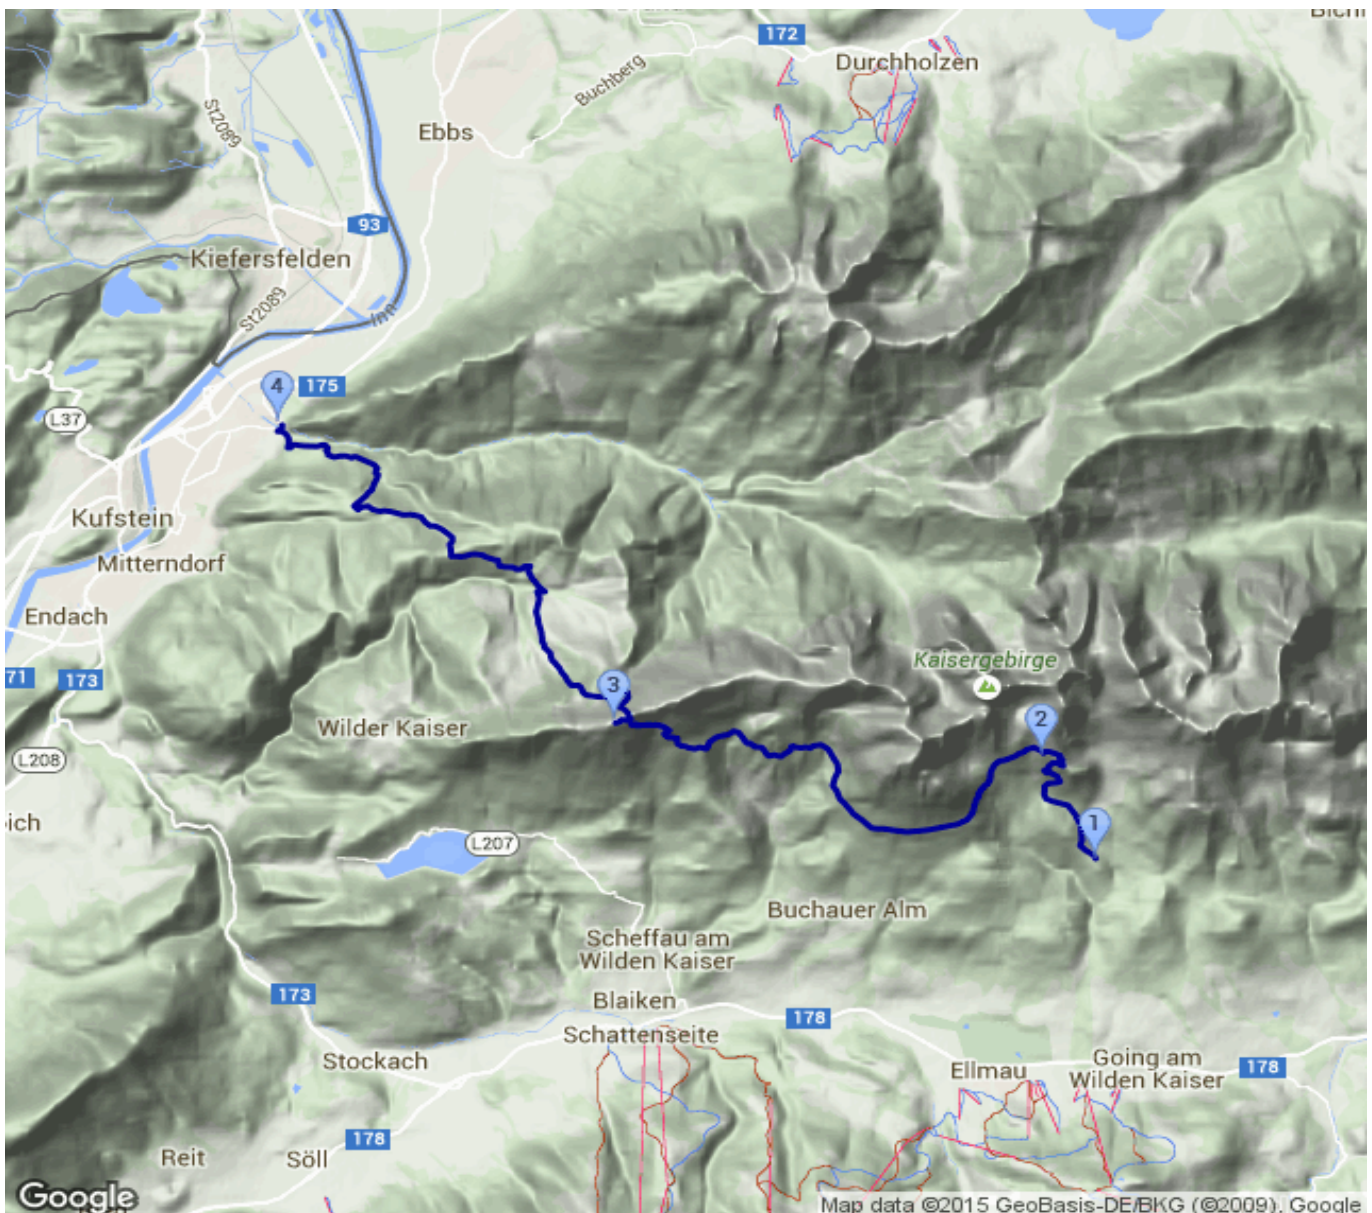 Bichl
172
Durchholzen
Buchberg
St2089
Ebbs
93
Kiefersfelden
St2089
Inn
4
175
L37
Kufstein
Mitterndorf
Endach
71
173
Kaisergebirge
3
2
Wilder Kaiser
L208
1
L207
Buchauer Alm
Scheffau am
Wilden Kaiser
173
Blaiken
178
Schattenseite
Stockach
Ellmau
Going am
Wilden Kaiser
178
178
Reit
Söll
Google
Map data ©2015 GeoBasis-DE/BKG (©2009), Google